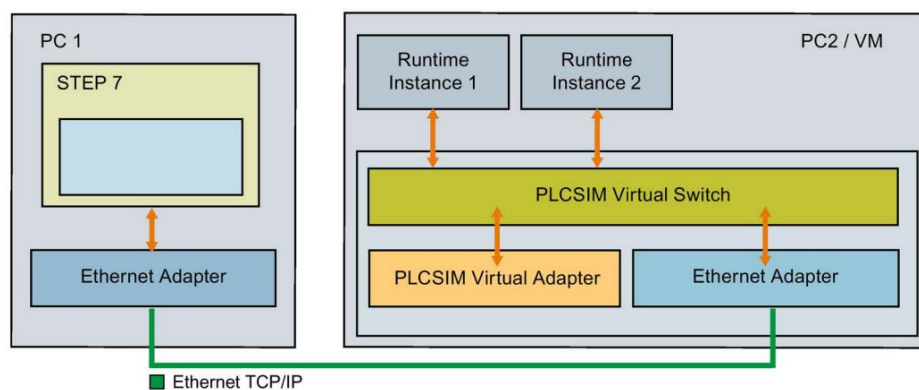 PC 1
STEP 7
Ethernet Adapter
PC2 / VM
Runtime
Instance 1
Runtime
Instance 2
PLCSIM Virtual Switch
PLCSIM Virtual Adapter
Ethernet Adapter
Ethernet TCP/IP